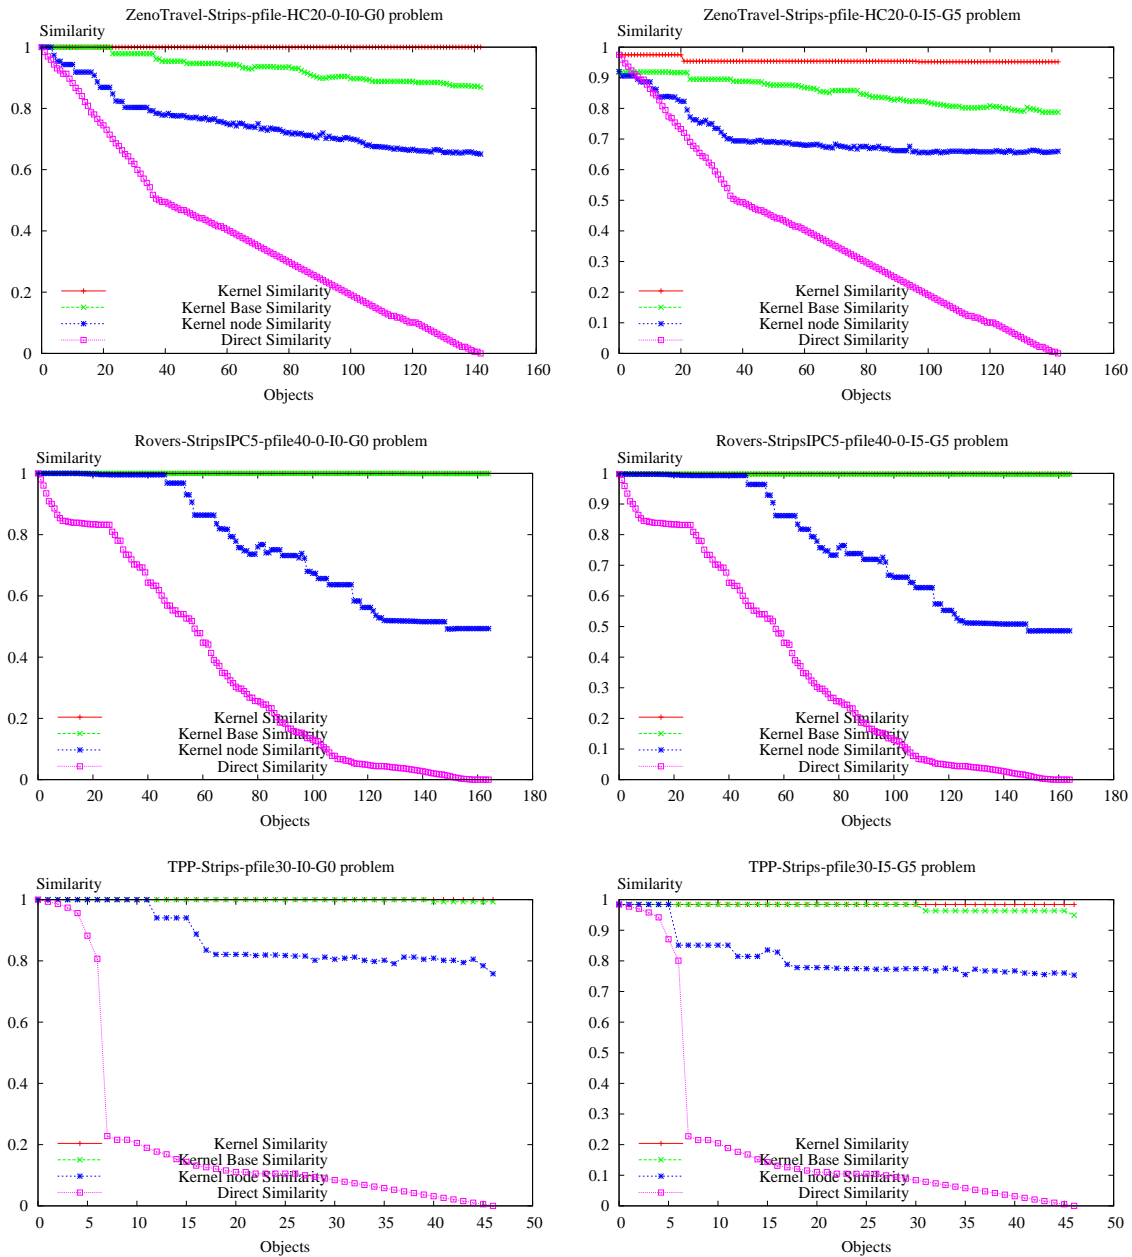 ZenoTravel-Strips-pfile-HC20-0-I0-G0 problem
Similarity
1
0.8
0.6
0.4
0.2
0
Kernel Similarity
Kernel Base Similarity
Kernel node Similarity
Direct Similarity
0 20 40 60 80 100 120 140 160
Objects
ZenoTravel-Strips-pfile-HC20-0-I5-G5 problem
Similarity
1
0.9
0.8
0.7
0.6
0.5
0.4
0.3
0.2
0.1
0
Kernel Similarity
Kernel Base Similarity
Kernel node Similarity
Direct Similarity
0 20 40 60 80 100 120 140 160
Objects
Rovers-StripsIPC5-pfile40-0-I0-G0 problem
Similarity
1
0.8
0.6
0.4
0.2
0
Kernel Similarity
Kernel Base Similarity
Kernel node Similarity
Direct Similarity
0 20 40 60 80 100 120 140 160 180
Objects
Rovers-StripsIPC5-pfile40-0-I5-G5 problem
Similarity
1
0.9
0.8
0.7
0.6
0.5
0.4
0.3
0.2
0.1
0
Kernel Similarity
Kernel Base Similarity
Kernel node Similarity
Direct Similarity
0 20 40 60 80 100 120 140 160 180
Objects
TPP-Strips-pfile30-I0-G0 problem
Similarity
1
0.8
0.6
0.4
0.2
0
Kernel Similarity
Kernel Base Similarity
Kernel node Similarity
Direct Similarity
0 5 10 15 20 25 30 35 40 45 50
Objects
TPP-Strips-pfile30-I5-G5 problem
Similarity
1
0.9
0.8
0.7
0.6
0.5
0.4
0.3
0.2
0.1
0
Kernel Similarity
Kernel Base Similarity
Kernel node Similarity
Direct Similarity
0 5 10 15 20 25 30 35 40 45 50
Objects